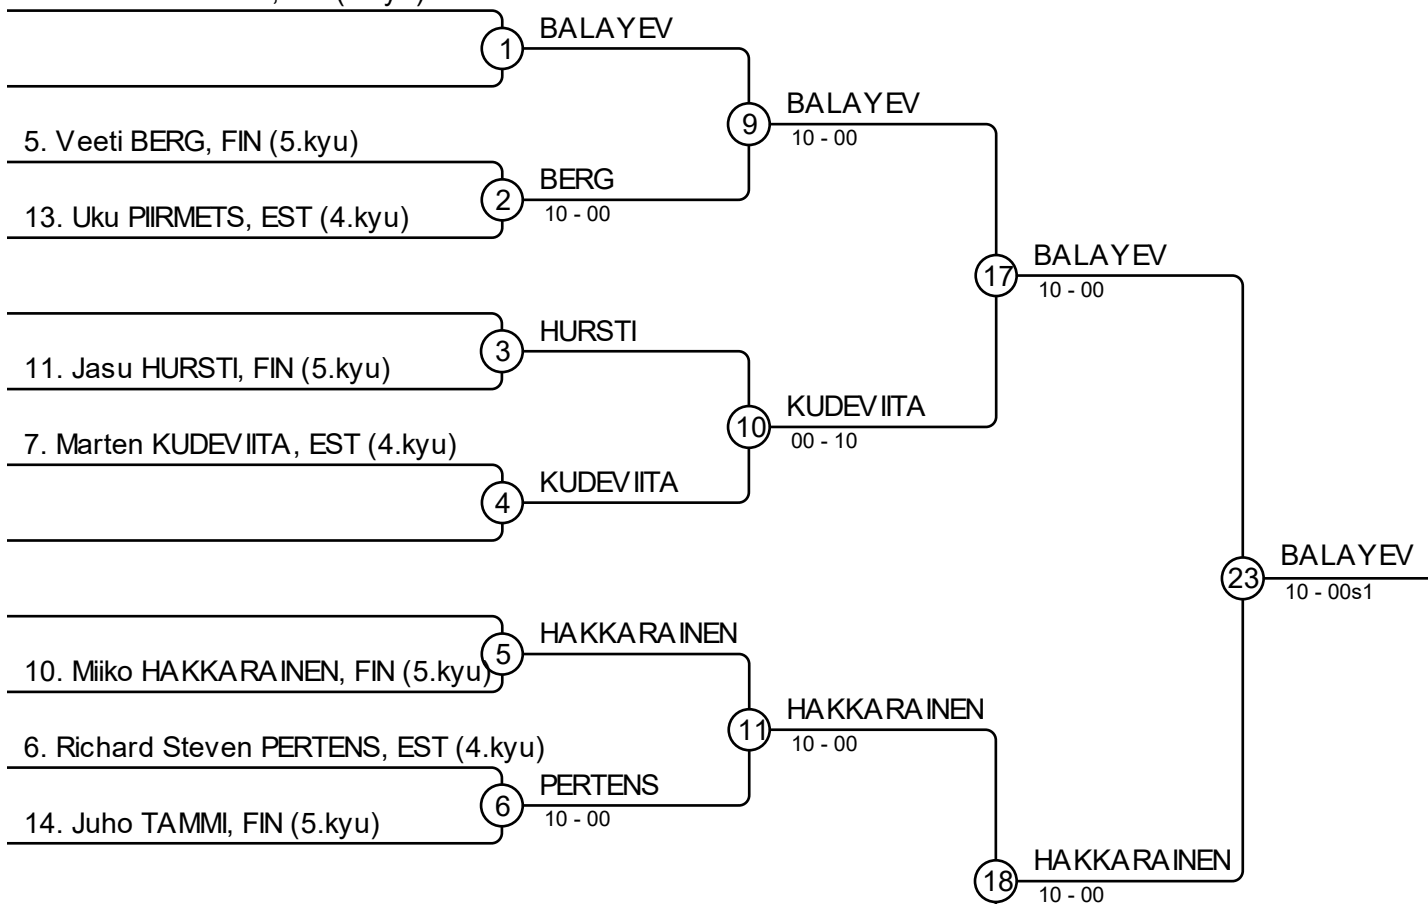 1
BALAYEV
5. Veeti BERG, FIN (5.kyu)
9
BALAYEV
10 - 00
2
BERG
10 - 00
13. Uku PIIRMETS, EST (4.kyu)
17
BALAYEV
10 - 00
3
HURSTI
11. Jasu HURSTI, FIN (5.kyu)
7. Marten KUDEVIITA, EST (4.kyu)
10
KUDEVIITA
00 - 10
4
KUDEVIITA
23
BALAYEV
10 - 00s1
5
HAKKARAINEN
10. Miiko HAKKARAINEN, FIN (5.kyu)
6. Richard Steven PERTENS, EST (4.kyu)
11
HAKKARAINEN
10 - 00
6
PERTENS
10 - 00
14. Juho TAMMI, FIN (5.kyu)
18
HAKKARAINEN
10 - 00